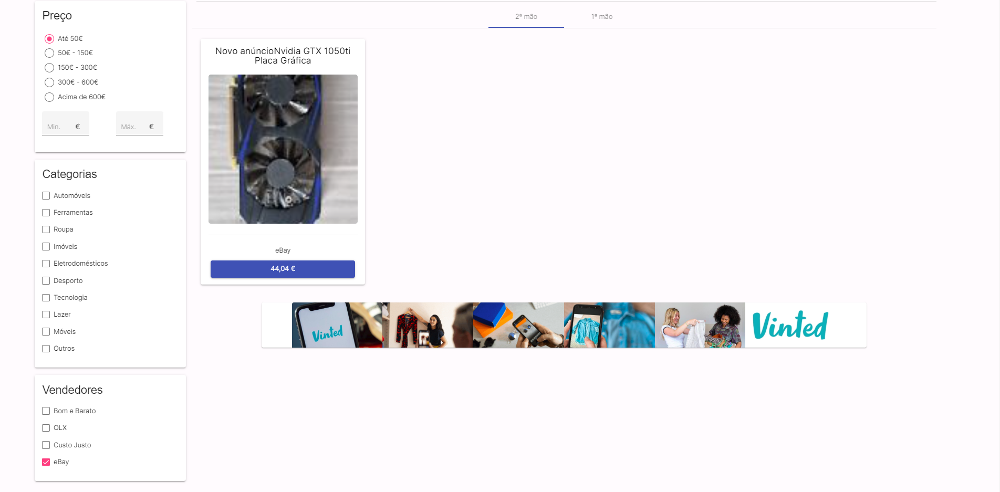 Preço
Até 50€
50€ - 150€
150€ - 300€
300€ - 600€
Acima de 600€
Min. €
Máx. €
Categorias
Automóveis
Ferramentas
Roupa
Imóveis
Eletrodomésticos
Desporto
Tecnologia
Lazer
Móveis
Outros
Vendedores
Bom e Barato
OLX
Custo Justo
eBay
2ª mão
1ª mão
Novo anúncioNvidia GTX 1050ti
Placa Gráfica
eBay
44,04 €
Vinted
Vinted